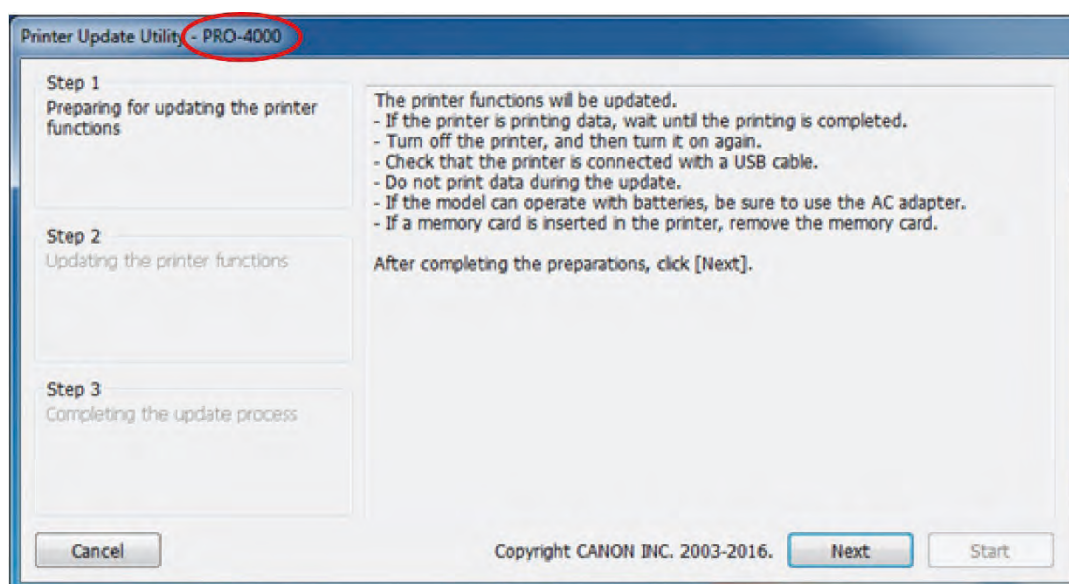 Printer Update Utility - PRO-4000
Step 1
Preparing for updating the printer
functions
The printer functions will be updated.
- If the printer is printing data, wait until the printing is completed.
- Turn off the printer, and then turn it on again.
- Check that the printer is connected with a USB cable.
- Do not print data during the update.
- If the model can operate with batteries, be sure to use the AC adapter.
- If a memory card is inserted in the printer, remove the memory card.
After completing the preparations, click [Next].
Step 2
Updating the printer functions
Step 3
Completing the update process
Cancel
Copyright CANON INC. 2003-2016.
Next
Start